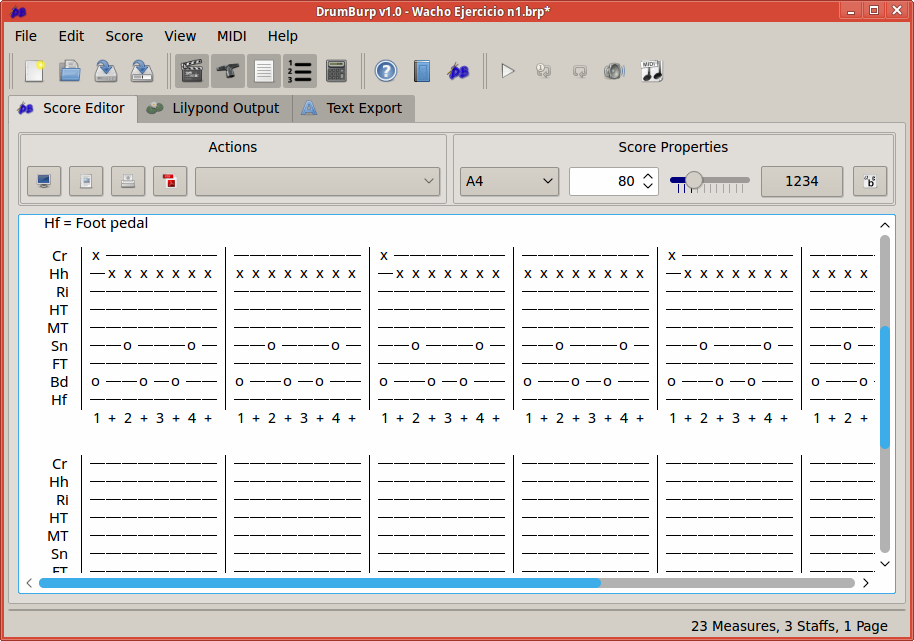 DrumBurp v1.0 - Wacho Ejercicio n1.brp*
File Edit Score View MIDI Help
Score Editor Lilypond Output Text Export
Actions Score Properties
A4 80 1234
Hf = Foot pedal
Cr x x x
Hh x x x x x x x x x x x x x x x x x x x x x x x x x x x x x x x x x x x x x x x x x x x x x x x x x
Ri
HT
MT
Sn o o o o o o o o o o o
FT
Bd o o o o o o o o o o o o o o o o o
Hf
1 + 2 + 3 + 4 + 1 + 2 + 3 + 4 + 1 + 2 + 3 + 4 + 1 + 2 + 3 + 4 + 1 + 2 + 3 + 4 + 1 + 2 +
Cr
Hh
Ri
HT
MT
Sn
FT
23 Measures, 3 Staffs, 1 Page